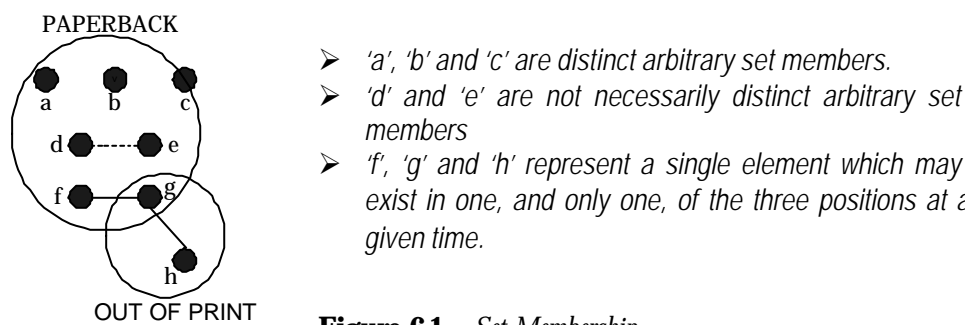 PAPERBACK
a b c
d e
f g
h
OUT OF PRINT
➢ 'a', 'b' and 'c' are distinct arbitrary set members.
➢ 'd' and 'e' are not necessarily distinct arbitrary set
members
➢ 'f', 'g' and 'h' represent a single element which may
exist in one, and only one, of the three positions at a
given time.
Figure 6.1 Set Membership